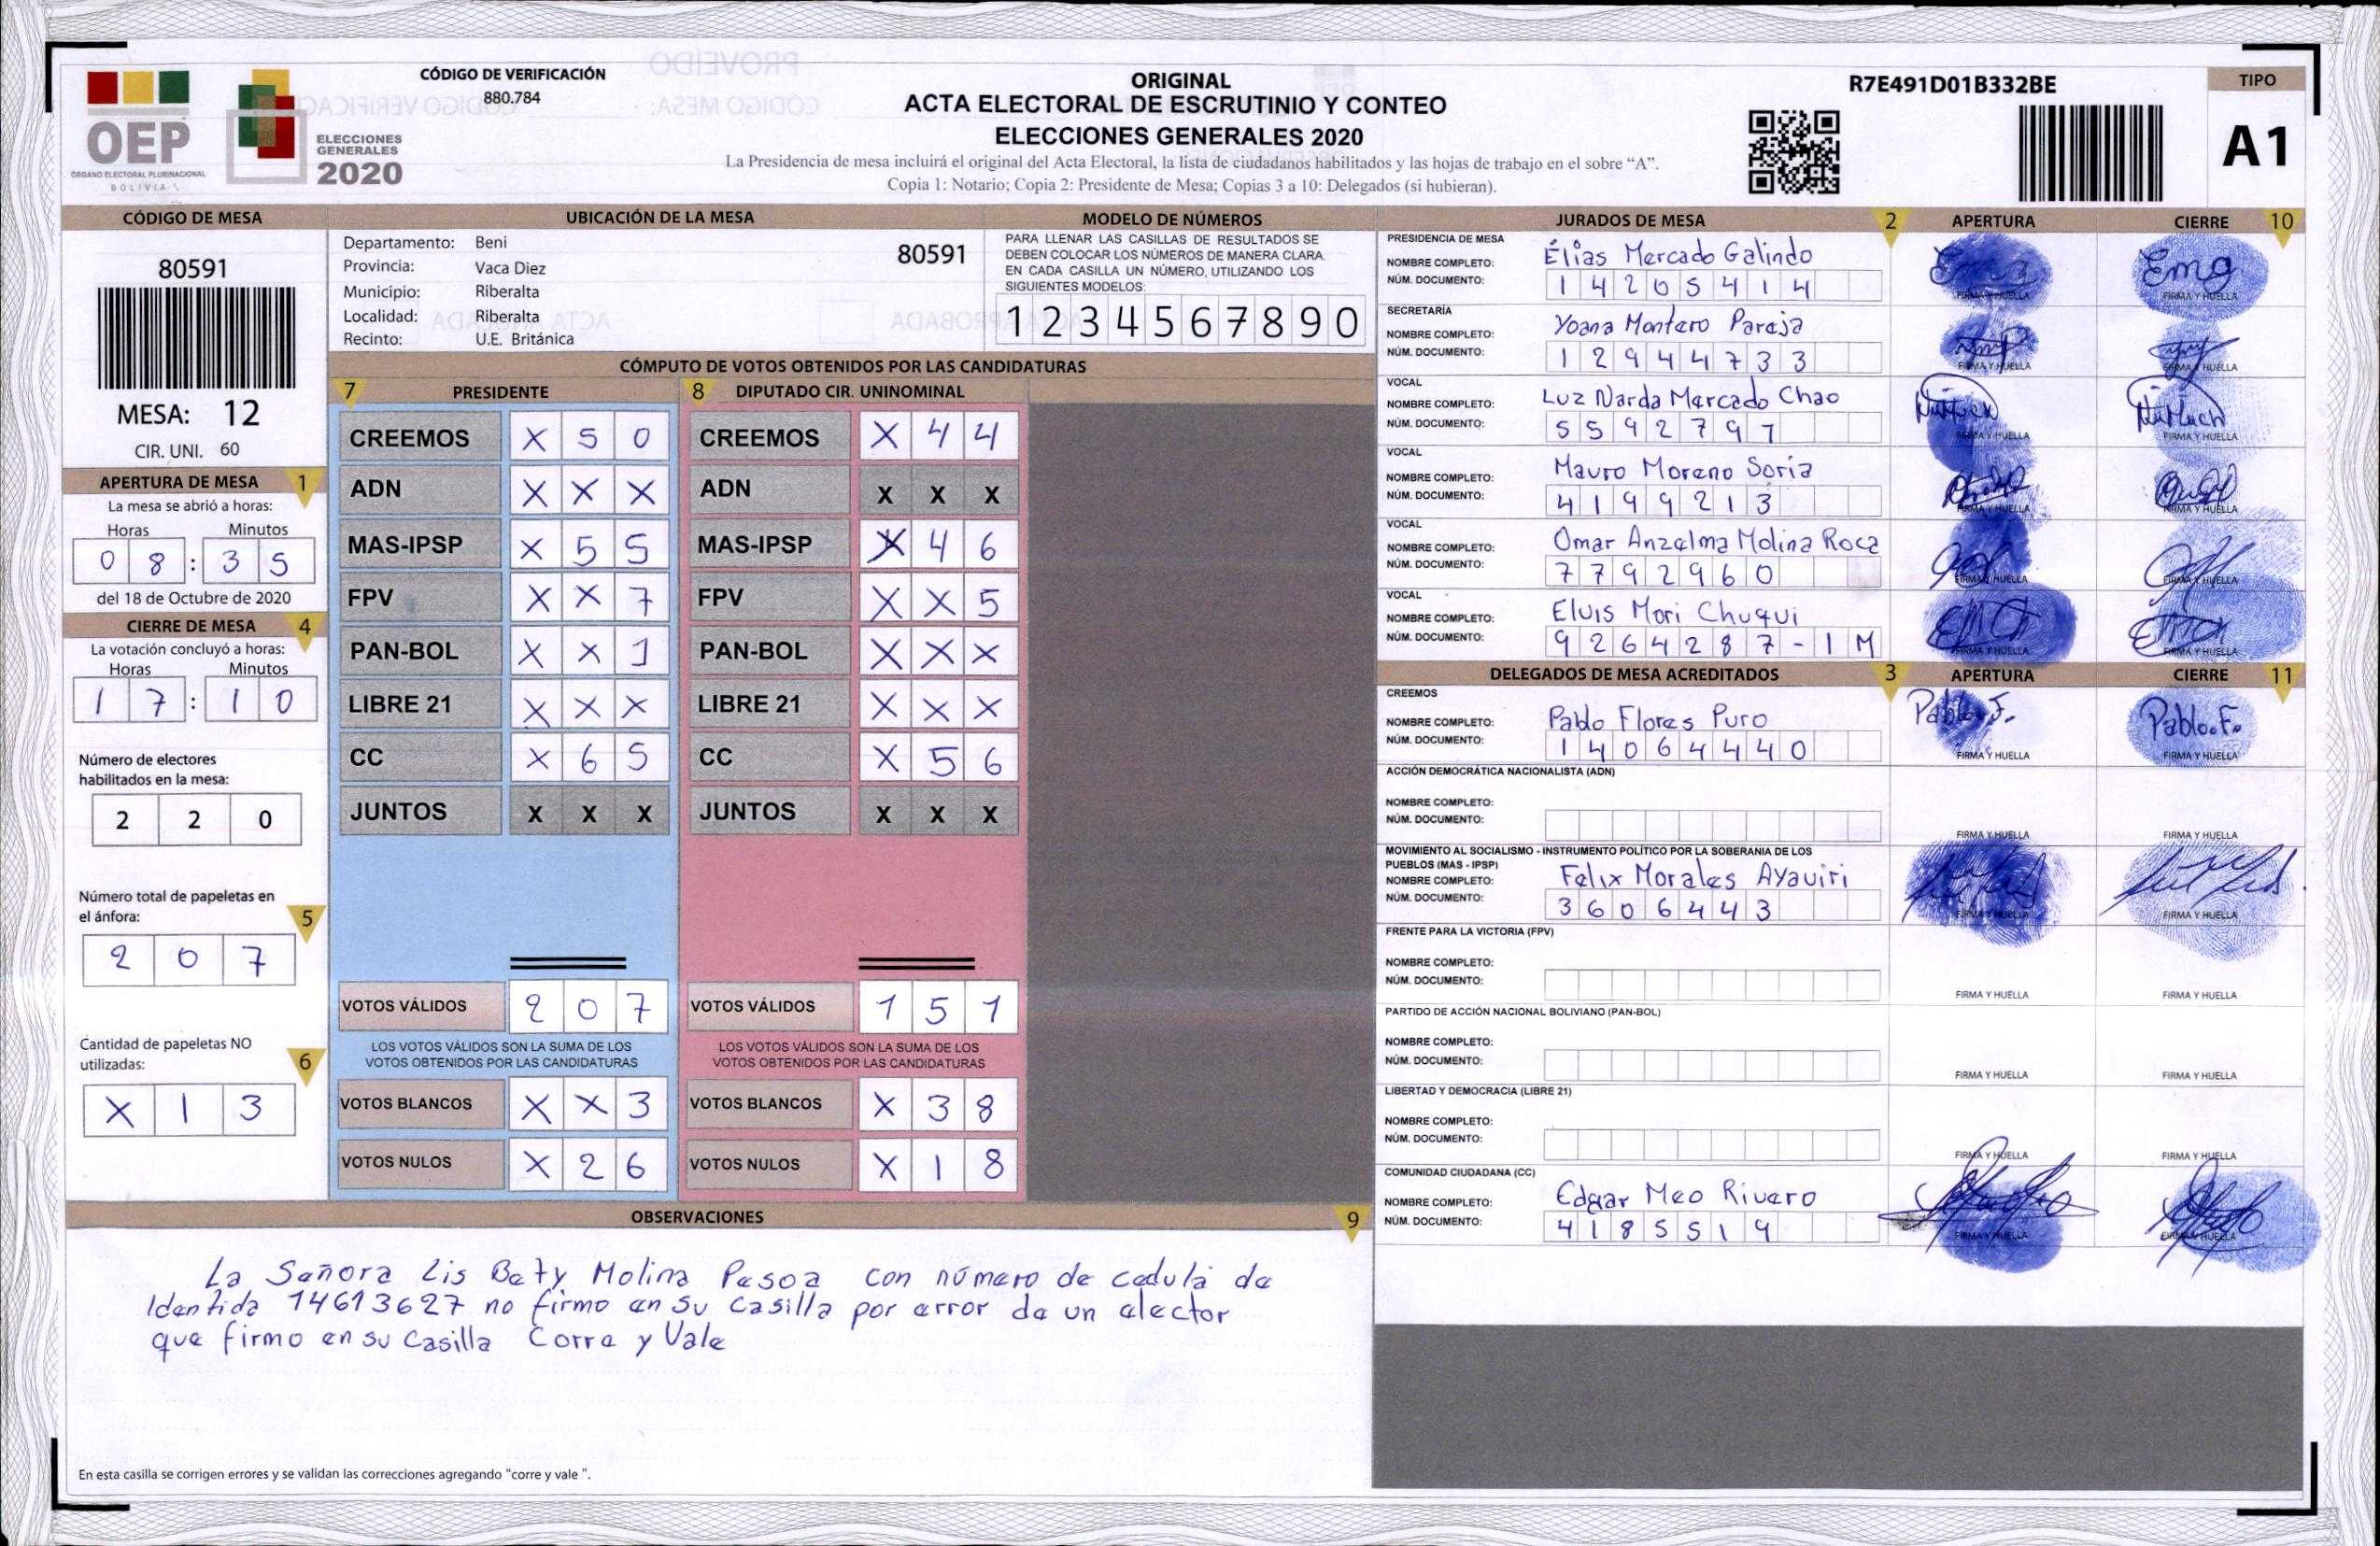 OEP
ÓRGANO ELECTORAL PLURINACIONAL
BOLIVIA
ELECCIONES
GENERALES
2020
CÓDIGO DE VERIFICACIÓN
880.784
ORIGINAL
ACTA ELECTORAL DE ESCRUTINIO Y CONTEO
ELECCIONES GENERALES 2020
La Presidencia de mesa incluirá el original del Acta Electoral, la lista de ciudadanos habilitados y las hojas de trabajo en el sobre “A”.
Copia 1: Notario; Copia 2: Presidente de Mesa; Copias 3 a 10: Delegados (si hubieran).
R7E491D01B332BE
TIPO
A1
CÓDIGO DE MESA
80591
MESA: 12
CIR. UNI. 60
APERTURA DE MESA 1
La mesa se abrió a horas:
Horas Minutos
0 8 : 3 5
del 18 de Octubre de 2020
CIERRE DE MESA 4
La votación concluyó a horas:
Horas Minutos
1 7 : 1 0
Número de electores
habilitados en la mesa:
2 2 0
Número total de papeletas en
el ánfora: 5
2 0 7
Cantidad de papeletas NO
utilizadas: 6
X 1 3
UBICACIÓN DE LA MESA
Departamento: Beni 80591
Provincia: Vaca Diez
Municipio: Riberalta
Localidad: Riberalta
Recinto: U.E. Británica
MODELO DE NÚMEROS
PARA LLENAR LAS CASILLAS DE RESULTADOS SE
DEBEN COLOCAR LOS NÚMEROS DE MANERA CLARA.
EN CADA CASILLA UN NÚMERO, UTILIZANDO LOS
SIGUIENTES MODELOS:
1 2 3 4 5 6 7 8 9 0
CÓMPUTO DE VOTOS OBTENIDOS POR LAS CANDIDATURAS
7 PRESIDENTE 8 DIPUTADO CIR. UNINOMINAL
CREEMOS X 5 0 CREEMOS X 4 4
ADN X X X ADN X X X
MAS-IPSP X 5 5 MAS-IPSP X 4 6
FPV X X 7 FPV X X 5
PAN-BOL X X 1 PAN-BOL X X X
LIBRE 21 X X X LIBRE 21 X X X
CC X 6 5 CC X 5 6
JUNTOS X X X JUNTOS X X X
VOTOS VÁLIDOS 2 0 7 VOTOS VÁLIDOS 1 5 1
LOS VOTOS VÁLIDOS SON LA SUMA DE LOS LOS VOTOS VÁLIDOS SON LA SUMA DE LOS
VOTOS OBTENIDOS POR LAS CANDIDATURAS VOTOS OBTENIDOS POR LAS CANDIDATURAS
VOTOS BLANCOS X X 3 VOTOS BLANCOS X 3 8
VOTOS NULOS X 2 6 VOTOS NULOS X 1 8
OBSERVACIONES 9
La Señora Lis Bety Molina Pesoa con número de cedula de
Identida 14613627 no firmo en su casilla por error de un elector
que firmo en su casilla Corre y Vale
En esta casilla se corrigen errores y se validan las correcciones agregando "corre y vale ".
JURADOS DE MESA 2 APERTURA CIERRE 10
PRESIDENCIA DE MESA
NOMBRE COMPLETO: Élias Mercado Galindo
NÚM. DOCUMENTO: 1 4 2 0 5 4 1 4
Emg
FIRMA Y HUELLA FIRMA Y HUELLA
SECRETARÍA
NOMBRE COMPLETO: Yoana Montero Pareja
NÚM. DOCUMENTO: 1 2 9 4 4 7 3 3
FIRMA Y HUELLA FIRMA Y HUELLA
VOCAL
NOMBRE COMPLETO: Luz Narda Mercado Chao
NÚM. DOCUMENTO: 5 5 9 2 7 9 7
FIRMA Y HUELLA FIRMA Y HUELLA
VOCAL
NOMBRE COMPLETO: Mauro Moreno Soria
NÚM. DOCUMENTO: 4 1 9 9 2 1 3
FIRMA Y HUELLA FIRMA Y HUELLA
VOCAL
NOMBRE COMPLETO: Omar Anzelma Molina Roca
NÚM. DOCUMENTO: 7 7 9 2 9 6 0
FIRMA Y HUELLA FIRMA Y HUELLA
VOCAL
NOMBRE COMPLETO: Eluis Mori Chuqui
NÚM. DOCUMENTO: 9 2 6 4 2 8 7 - 1 M
FIRMA Y HUELLA FIRMA Y HUELLA
DELEGADOS DE MESA ACREDITADOS 3 APERTURA CIERRE 11
CREEMOS
NOMBRE COMPLETO: Pablo Flores Puro
NÚM. DOCUMENTO: 1 4 0 6 4 4 4 0
Pablo F. Pablo.F.
FIRMA Y HUELLA FIRMA Y HUELLA
ACCIÓN DEMOCRÁTICA NACIONALISTA (ADN)
NOMBRE COMPLETO:
NÚM. DOCUMENTO:
FIRMA Y HUELLA FIRMA Y HUELLA
MOVIMIENTO AL SOCIALISMO - INSTRUMENTO POLÍTICO POR LA SOBERANIA DE LOS
PUEBLOS (MAS - IPSP)
NOMBRE COMPLETO: Felix Morales Ayaviri
NÚM. DOCUMENTO: 3 6 0 6 4 4 3
FIRMA Y HUELLA FIRMA Y HUELLA
FRENTE PARA LA VICTORIA (FPV)
NOMBRE COMPLETO:
NÚM. DOCUMENTO:
FIRMA Y HUELLA FIRMA Y HUELLA
PARTIDO DE ACCIÓN NACIONAL BOLIVIANO (PAN-BOL)
NOMBRE COMPLETO:
NÚM. DOCUMENTO:
FIRMA Y HUELLA FIRMA Y HUELLA
LIBERTAD Y DEMOCRACIA (LIBRE 21)
NOMBRE COMPLETO:
NÚM. DOCUMENTO:
FIRMA Y HUELLA FIRMA Y HUELLA
COMUNIDAD CIUDADANA (CC)
NOMBRE COMPLETO: Edgar Meo Rivero
NÚM. DOCUMENTO: 4 1 8 5 5 1 9
FIRMA Y HUELLA FIRMA Y HUELLA